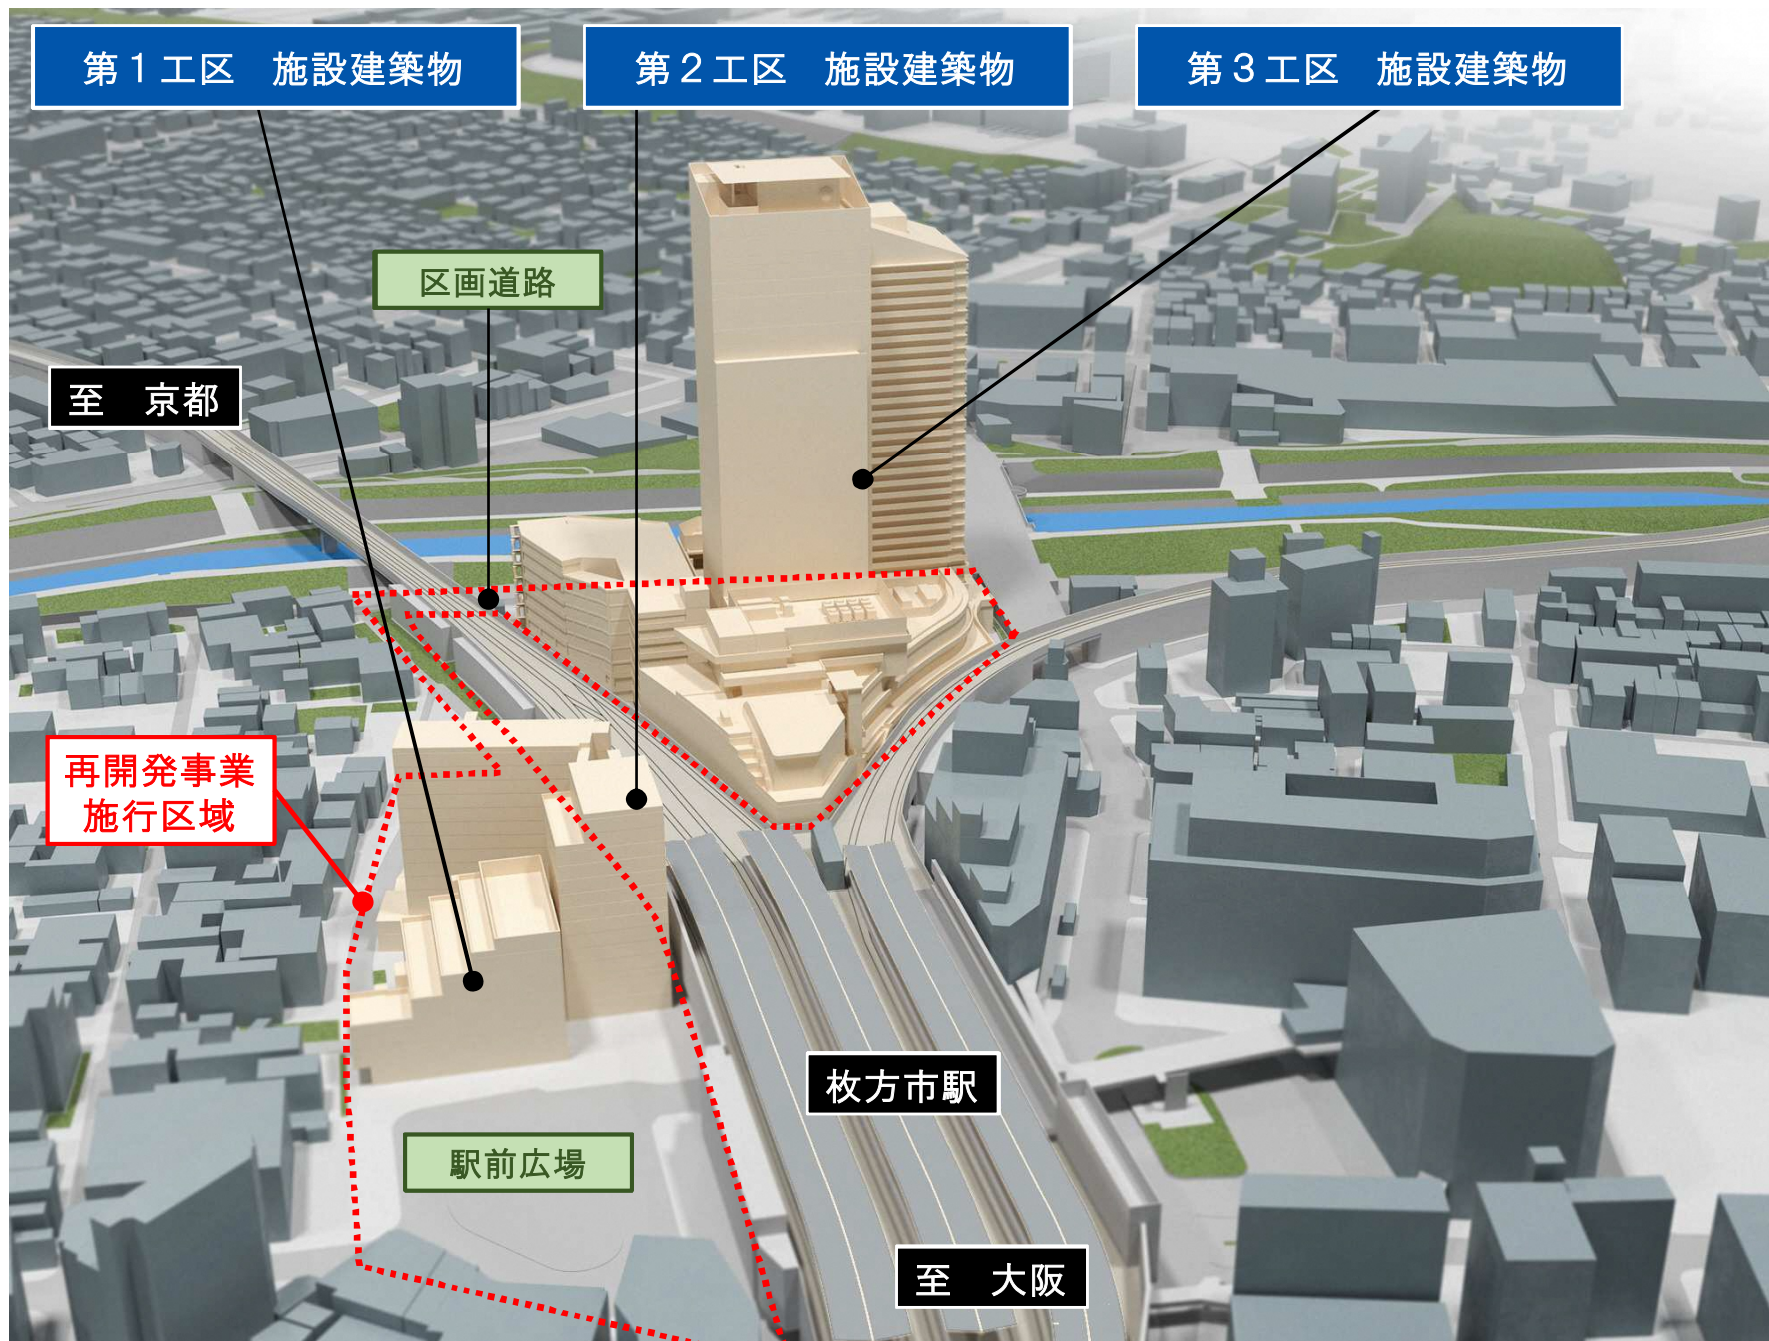 第１工区　施設建築物
第２工区　施設建築物
第３工区　施設建築物
区画道路
至　京都
再開発事業
施行区域
枚方市駅
駅前広場
至　大阪